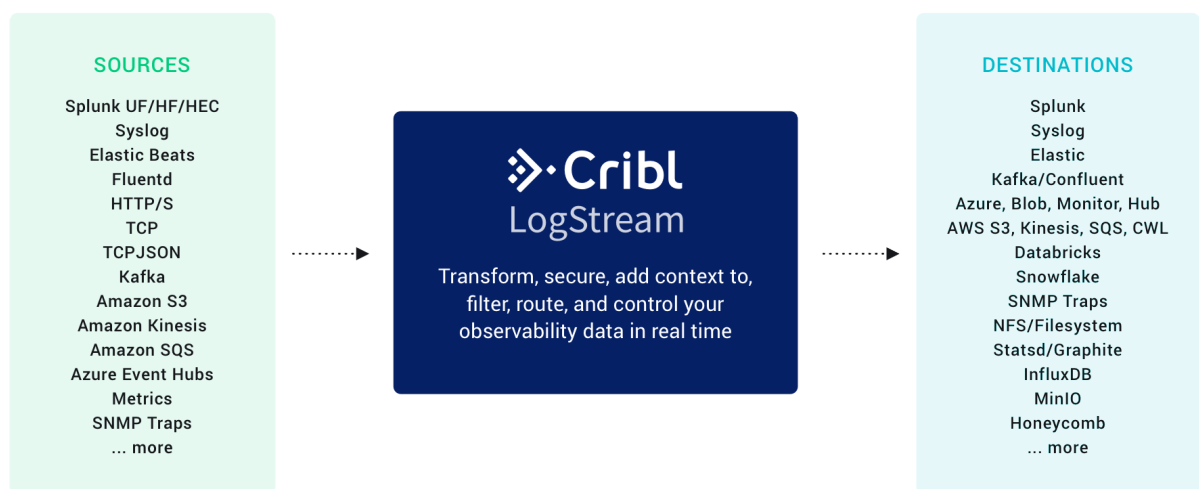 SOURCES
Splunk UF/HF/HEC
Syslog
Elastic Beats
Fluentd
HTTP/S
TCP
TCPJSON
Kafka
Amazon S3
Amazon Kinesis
Amazon SQS
Azure Event Hubs
Metrics
SNMP Traps
... more
Cribl
LogStream
Transform, secure, add context to,
filter, route, and control your
observability data in real time
DESTINATIONS
Splunk
Syslog
Elastic
Kafka/Confluent
Azure, Blob, Monitor, Hub
AWS S3, Kinesis, SQS, CWL
Databricks
Snowflake
SNMP Traps
NFS/Filesystem
Statsd/Graphite
InfluxDB
MinIO
Honeycomb
... more